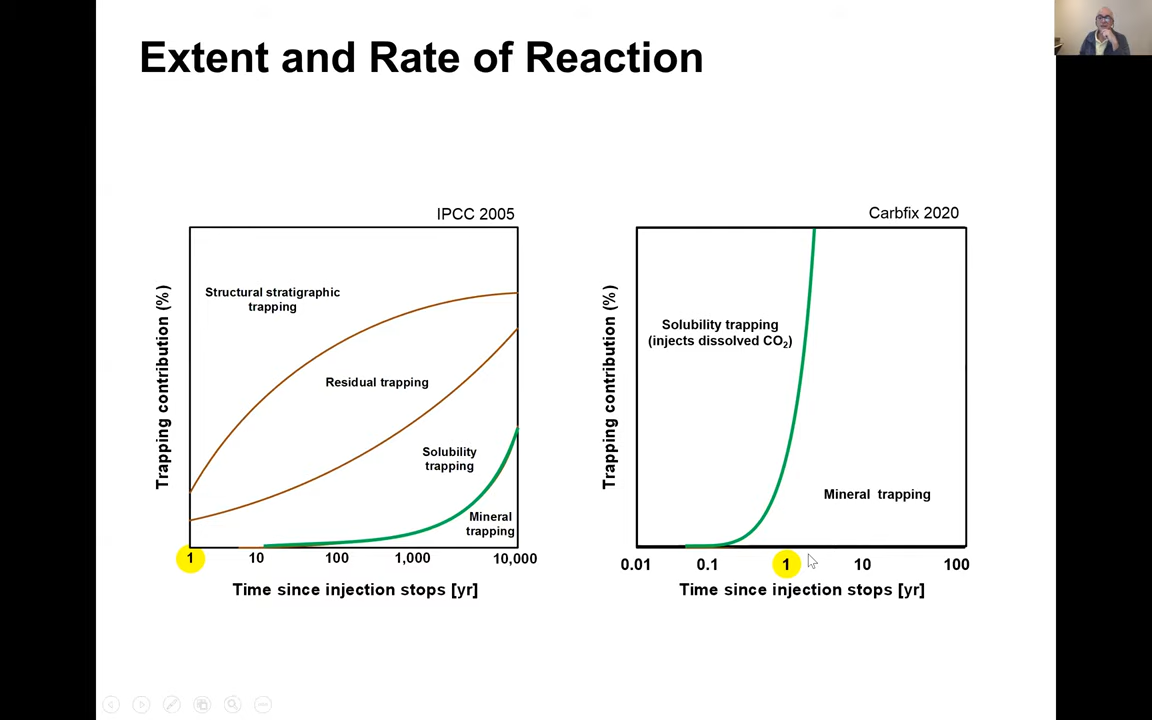 Extent and Rate of Reaction
IPCC 2005
Trapping contribution (%)
Structural stratigraphic
trapping
Residual trapping
Solubility
trapping
Mineral
trapping
1 10 100 1,000 10,000
Time since injection stops [yr]
Carbfix 2020
Trapping contribution (%)
Solubility trapping
(injects dissolved CO₂)
Mineral trapping
0.01 0.1 1 10 100
Time since injection stops [yr]